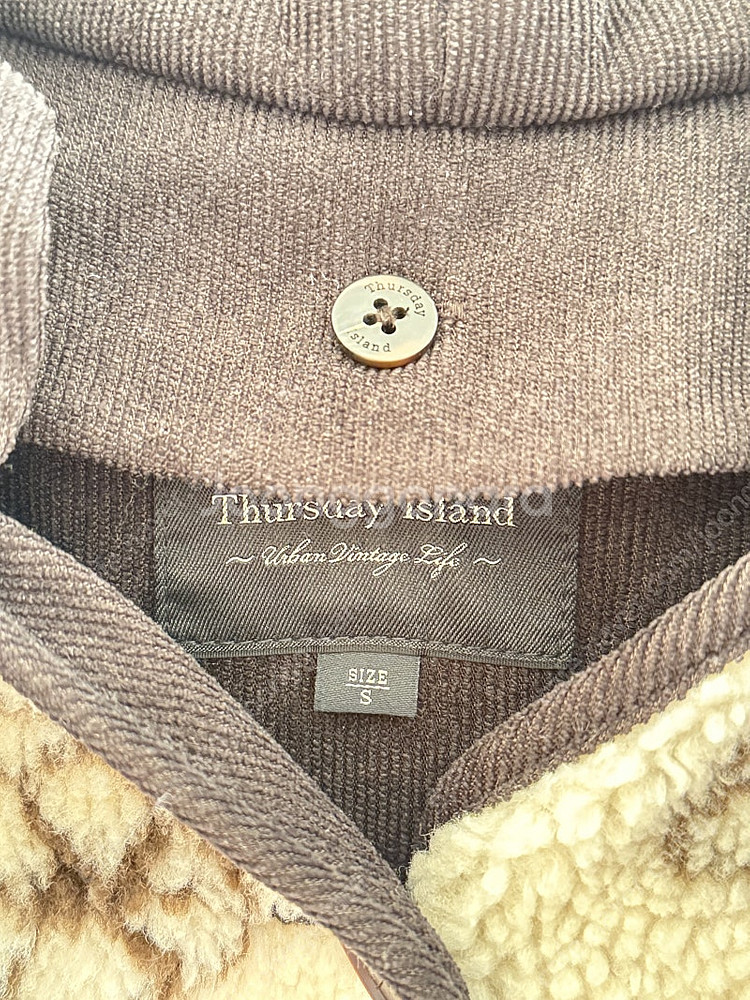 Thursday
Island
Thursday Island
~ Urban Vintage Life ~
SIZE
S